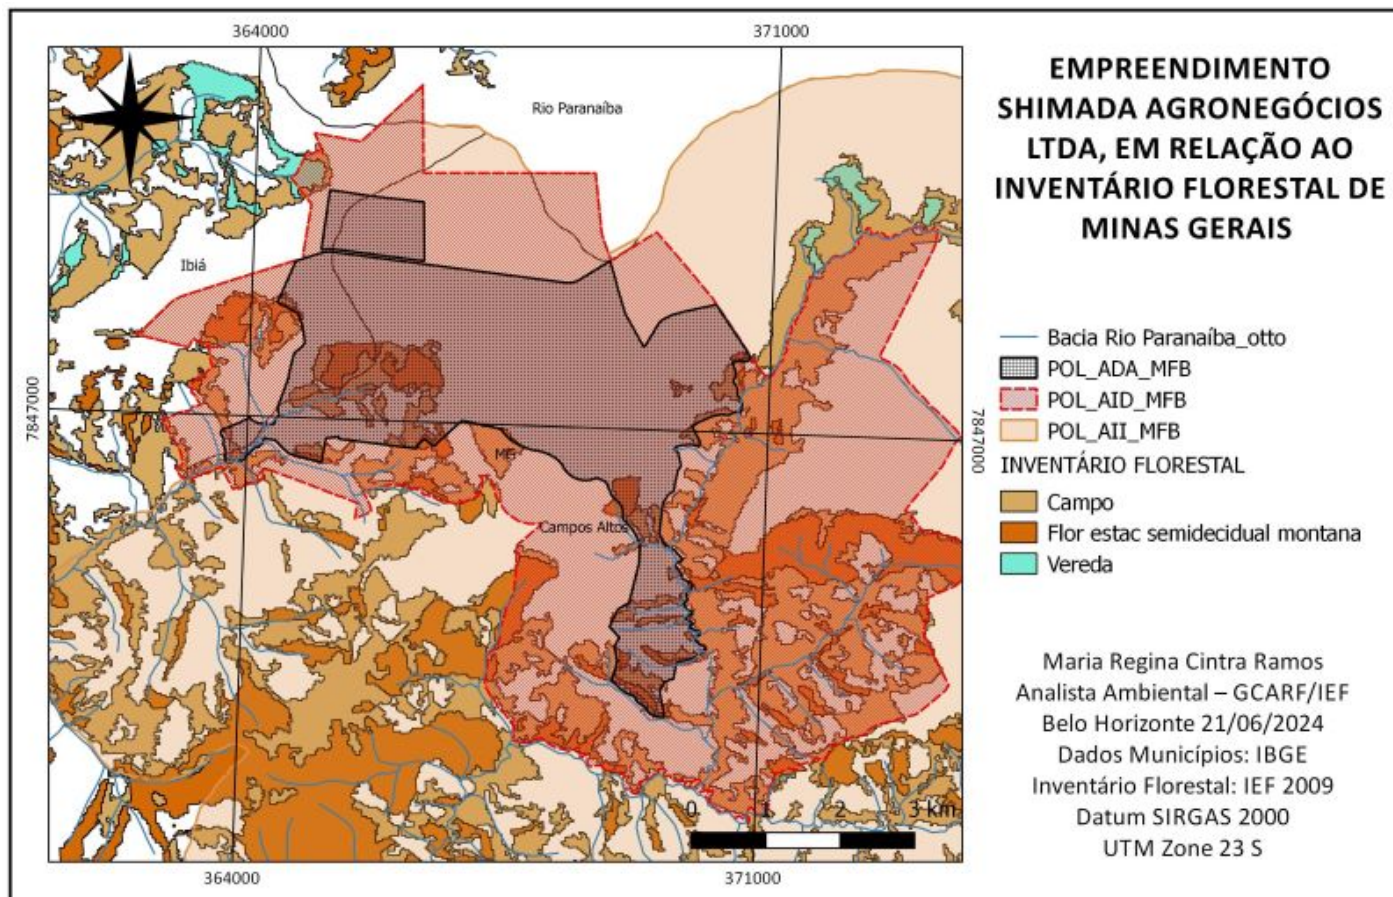 364000
371000
EMPREENDIMENTO
SHIMADA AGRONEGÓCIOS
LTDA, EM RELAÇÃO AO
INVENTÁRIO FLORESTAL DE
MINAS GERAIS
Rio Paranaíba
Ibiá
7847000
7847000
MG
Campos Altos
Bacia Rio Paranaíba_otto
POL_ADA_MFB
POL_AID_MFB
POL_AII_MFB
INVENTÁRIO FLORESTAL
Campo
Flor estac semidecidual montana
Vereda
Maria Regina Cintra Ramos
Analista Ambiental – GCARF/IEF
Belo Horizonte 21/06/2024
Dados Municípios: IBGE
Inventário Florestal: IEF 2009
Datum SIRGAS 2000
UTM Zone 23 S
0 1 2 3 km
364000
371000